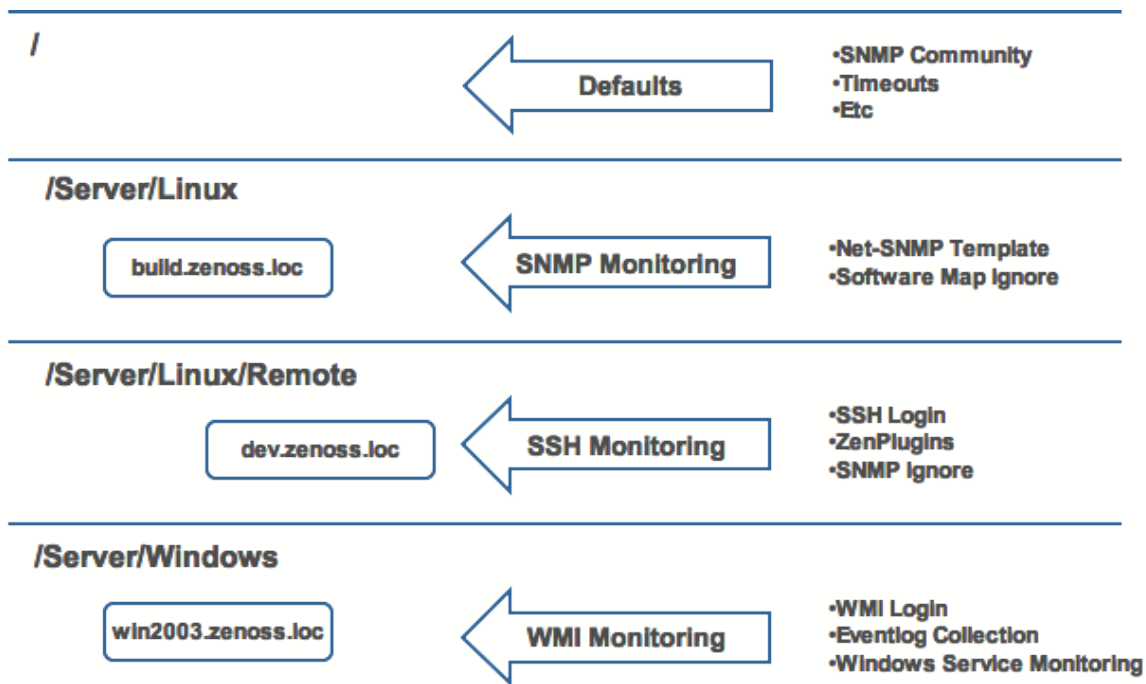 /
Defaults
•SNMP Community
•Timeouts
•Etc
/Server/Linux
build.zenoss.loc
SNMP Monitoring
•Net-SNMP Template
•Software Map Ignore
/Server/Linux/Remote
dev.zenoss.loc
SSH Monitoring
•SSH Login
•ZenPlugins
•SNMP Ignore
/Server/Windows
win2003.zenoss.loc
WMI Monitoring
•WMI Login
•Eventlog Collection
•Windows Service Monitoring